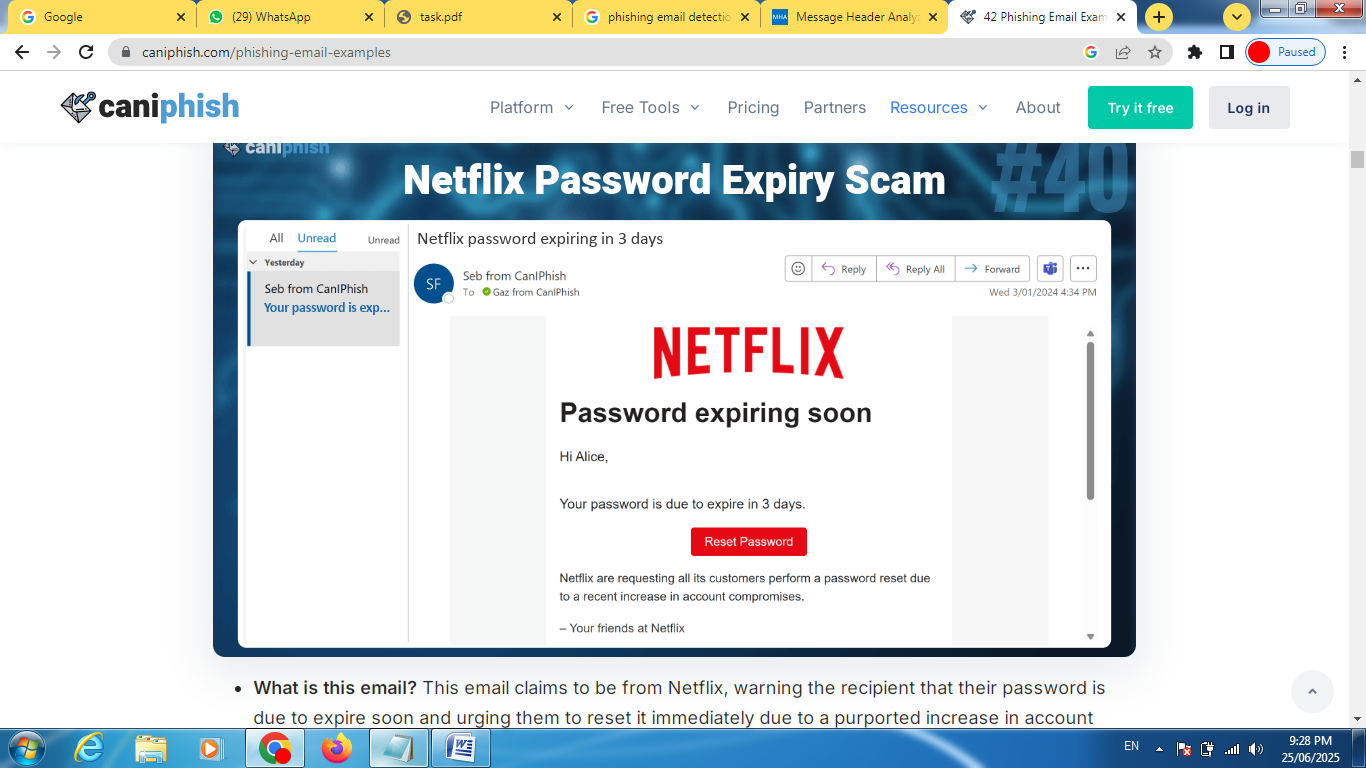 Google
(29) WhatsApp
task.pdf
phishing email detectio
Message Header Analy
42 Phishing Email Exam
caniphish.com/phishing-email-examples
Paused
caniphish
Platform
Free Tools
Pricing
Partners
Resources
About
Try it free
Log in
caniphish
#40
Netflix Password Expiry Scam
All Unread Unread
Yesterday
Seb from CanIPhish
Your password is exp...
Netflix password expiring in 3 days
SF
Seb from CanIPhish
To Gaz from CanIPhish
Reply
Reply All
Forward
Wed 3/01/2024 4:34 PM
NETFLIX
Password expiring soon
Hi Alice,
Your password is due to expire in 3 days.
Reset Password
Netflix are requesting all its customers perform a password reset due
to a recent increase in account compromises.
– Your friends at Netflix
• What is this email? This email claims to be from Netflix, warning the recipient that their password is
due to expire soon and urging them to reset it immediately due to a purported increase in account
EN
9:28 PM
25/06/2025